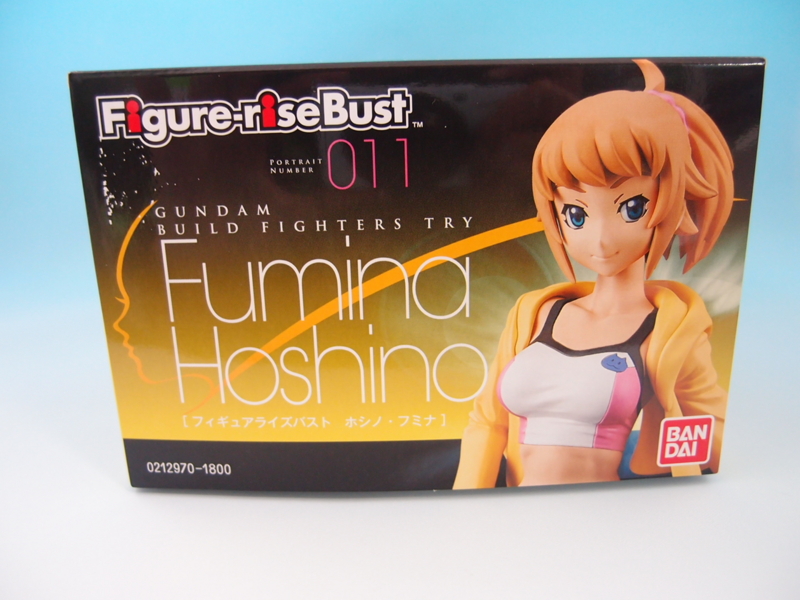 Figure-riseBust™
PORTRAIT
NUMBER
011
GUNDAM
BUILD FIGHTERS TRY
Fumina
Hoshino
[フィギュアライズバスト ホシノ・フミナ]
0212970-1800
BAN
DAI